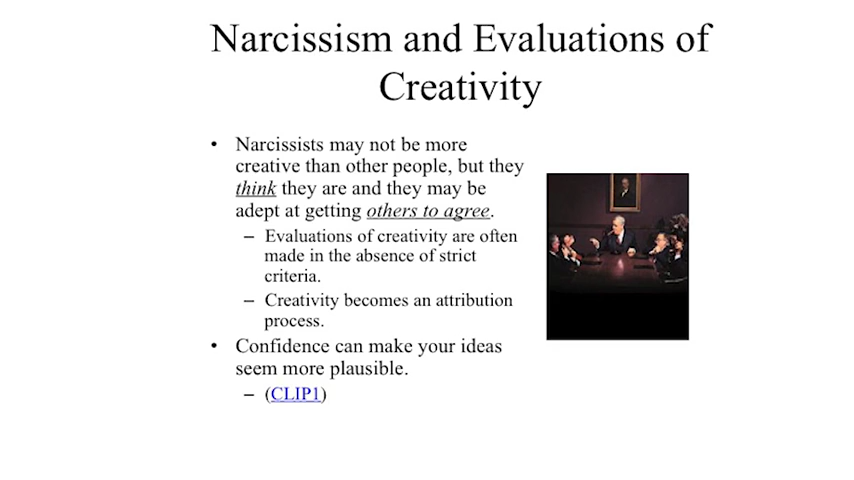 Narcissism and Evaluations of
Creativity
• Narcissists may not be more
creative than other people, but they
think they are and they may be
adept at getting others to agree.
– Evaluations of creativity are often
made in the absence of strict
criteria.
– Creativity becomes an attribution
process.
• Confidence can make your ideas
seem more plausible.
– (CLIP1)